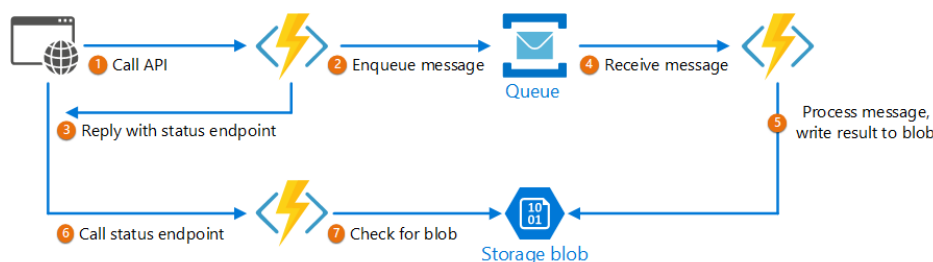 1 Call API
2 Enqueue message
Queue
4 Receive message
3 Reply with status endpoint
5 Process message,
write result to blob
6 Call status endpoint
7 Check for blob
10
01
Storage blob